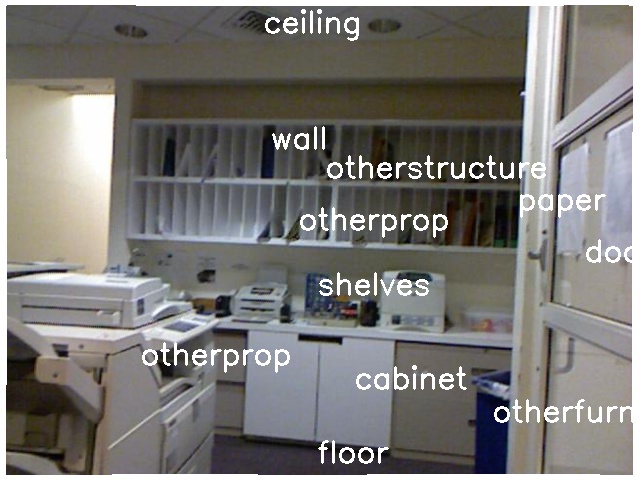 ceiling
wall
otherstructure
paper
otherprop
doo
shelves
otherprop
cabinet
otherfurn
floor